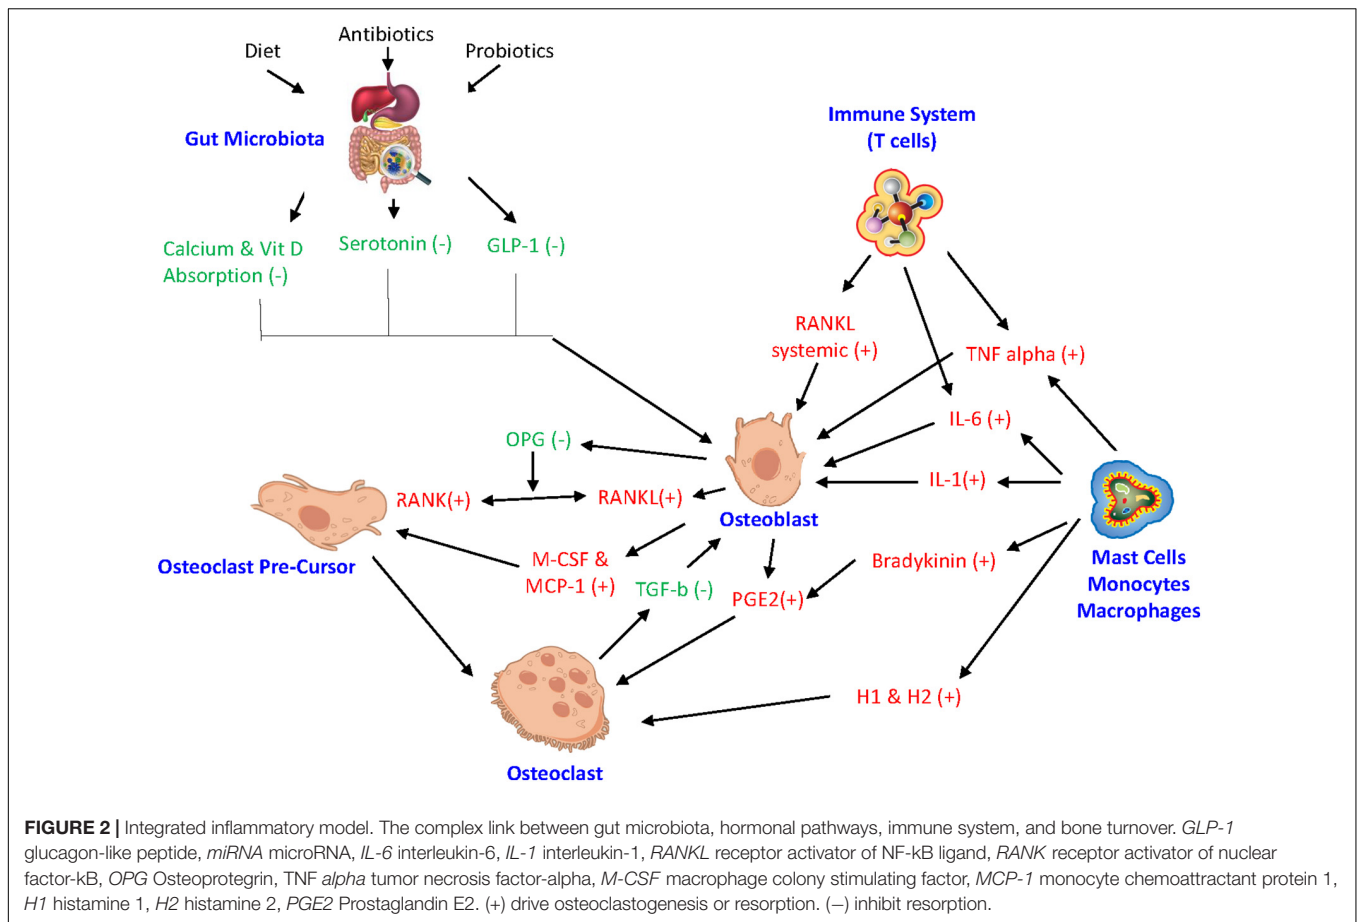 Antibiotics
Diet
Probiotics
Gut Microbiota
Immune System
(T cells)
Calcium & Vit D
Absorption (-)
Serotonin (-)
GLP-1 (-)
RANKL
systemic (+)
TNF alpha (+)
IL-6 (+)
OPG (-)
IL-1(+)
RANK(+)
RANKL(+)
Osteoblast
Osteoclast Pre-Cursor
M-CSF &
MCP-1 (+)
TGF-b (-)
PGE2(+)
Bradykinin (+)
Mast Cells
Monocytes
Macrophages
H1 & H2 (+)
Osteoclast
FIGURE 2 | Integrated inflammatory model. The complex link between gut microbiota, hormonal pathways, immune system, and bone turnover. GLP-1
glucagon-like peptide, miRNA microRNA, IL-6 interleukin-6, IL-1 interleukin-1, RANKL receptor activator of NF-kB ligand, RANK receptor activator of nuclear
factor-kB, OPG Osteoprotegrin, TNF alpha tumor necrosis factor-alpha, M-CSF macrophage colony stimulating factor, MCP-1 monocyte chemoattractant protein 1,
H1 histamine 1, H2 histamine 2, PGE2 Prostaglandin E2. (+) drive osteoclastogenesis or resorption. (−) inhibit resorption.